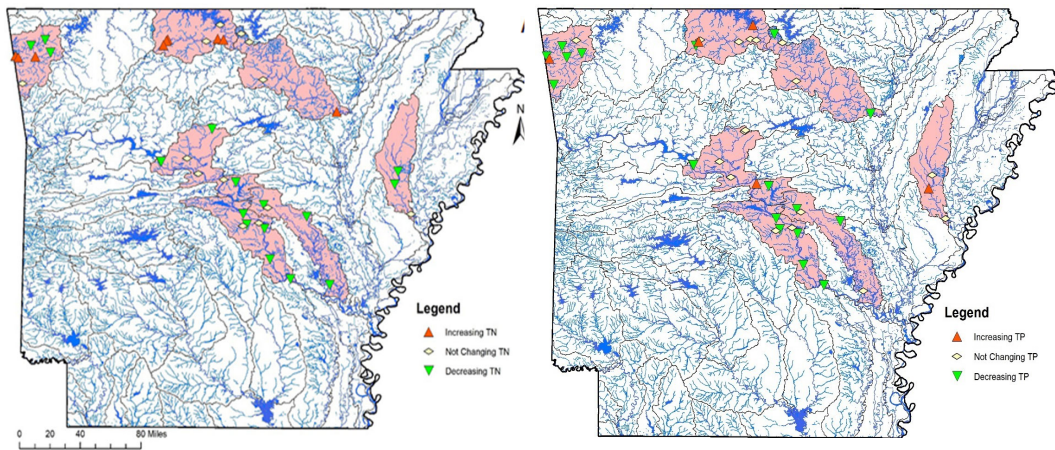 N
Legend
Increasing TN
Not Changing TN
Decreasing TN
0 20 40 80 Miles
Legend
Increasing TP
Not Changing TP
Decreasing TP